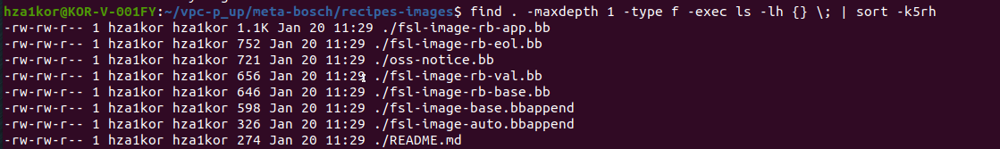 hza1kor@KOR-V-001FY:~/vpc-p_up/meta-bosch/recipes-images$ find . -maxdepth 1 -type f -exec ls -lh {} \; | sort -k5rh
-rw-rw-r-- 1 hza1kor hza1kor 1.1K Jan 20 11:29 ./fsl-image-rb-app.bb
-rw-rw-r-- 1 hza1kor hza1kor 752 Jan 20 11:29 ./fsl-image-rb-eol.bb
-rw-rw-r-- 1 hza1kor hza1kor 721 Jan 20 11:29 ./oss-notice.bb
-rw-rw-r-- 1 hza1kor hza1kor 656 Jan 20 11:29 ./fsl-image-rb-val.bb
-rw-rw-r-- 1 hza1kor hza1kor 646 Jan 20 11:29 ./fsl-image-rb-base.bb
-rw-rw-r-- 1 hza1kor hza1kor 598 Jan 20 11:29 ./fsl-image-base.bbappend
-rw-rw-r-- 1 hza1kor hza1kor 326 Jan 20 11:29 ./fsl-image-auto.bbappend
-rw-rw-r-- 1 hza1kor hza1kor 274 Jan 20 11:29 ./README.md